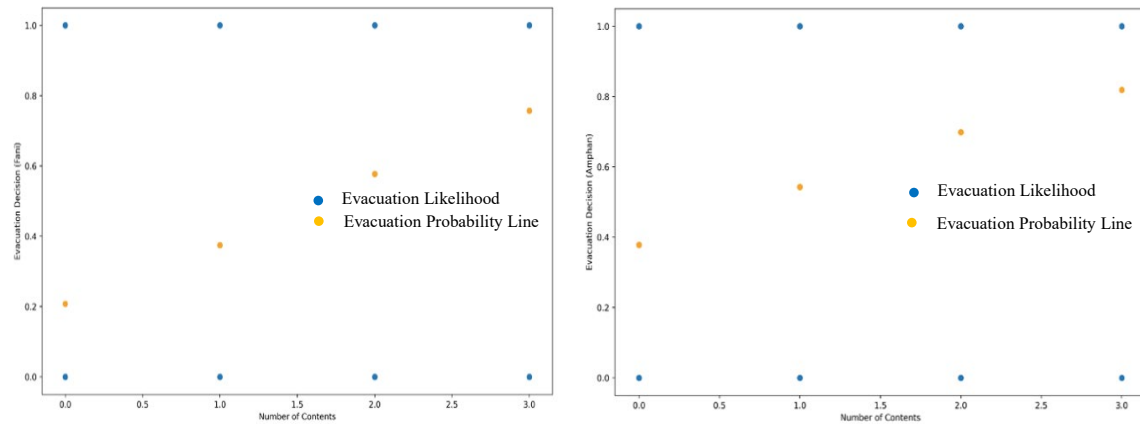 1.0
0.8
0.6
0.4
0.2
0.0
Evacuation Decision (Fani)
Evacuation Likelihood
Evacuation Probability Line
0.0 0.5 1.0 1.5 2.0 2.5 3.0
Number of Contents
1.0
0.8
0.6
0.4
0.2
0.0
Evacuation Decision (Amphan)
Evacuation Likelihood
Evacuation Probability Line
0.0 0.5 1.0 1.5 2.0 2.5 3.0
Number of Contents